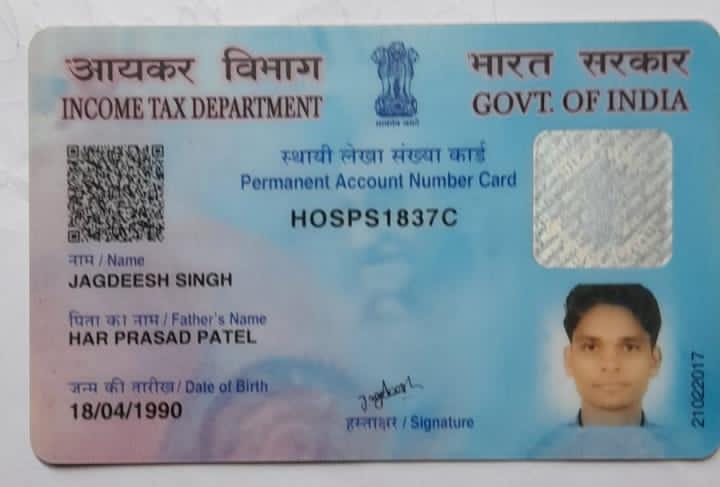 आयकर विभाग
INCOME TAX DEPARTMENT
सत्यमेव जयते
भारत सरकार
GOVT. OF INDIA
स्थायी लेखा संख्या कार्ड
Permanent Account Number Card
HOSPS1837C
नाम / Name
JAGDEESH SINGH
पिता का नाम / Father's Name
HAR PRASAD PATEL
जन्म की तारीख / Date of Birth
18/04/1990
Jagdeesh
हस्ताक्षर / Signature
21022017